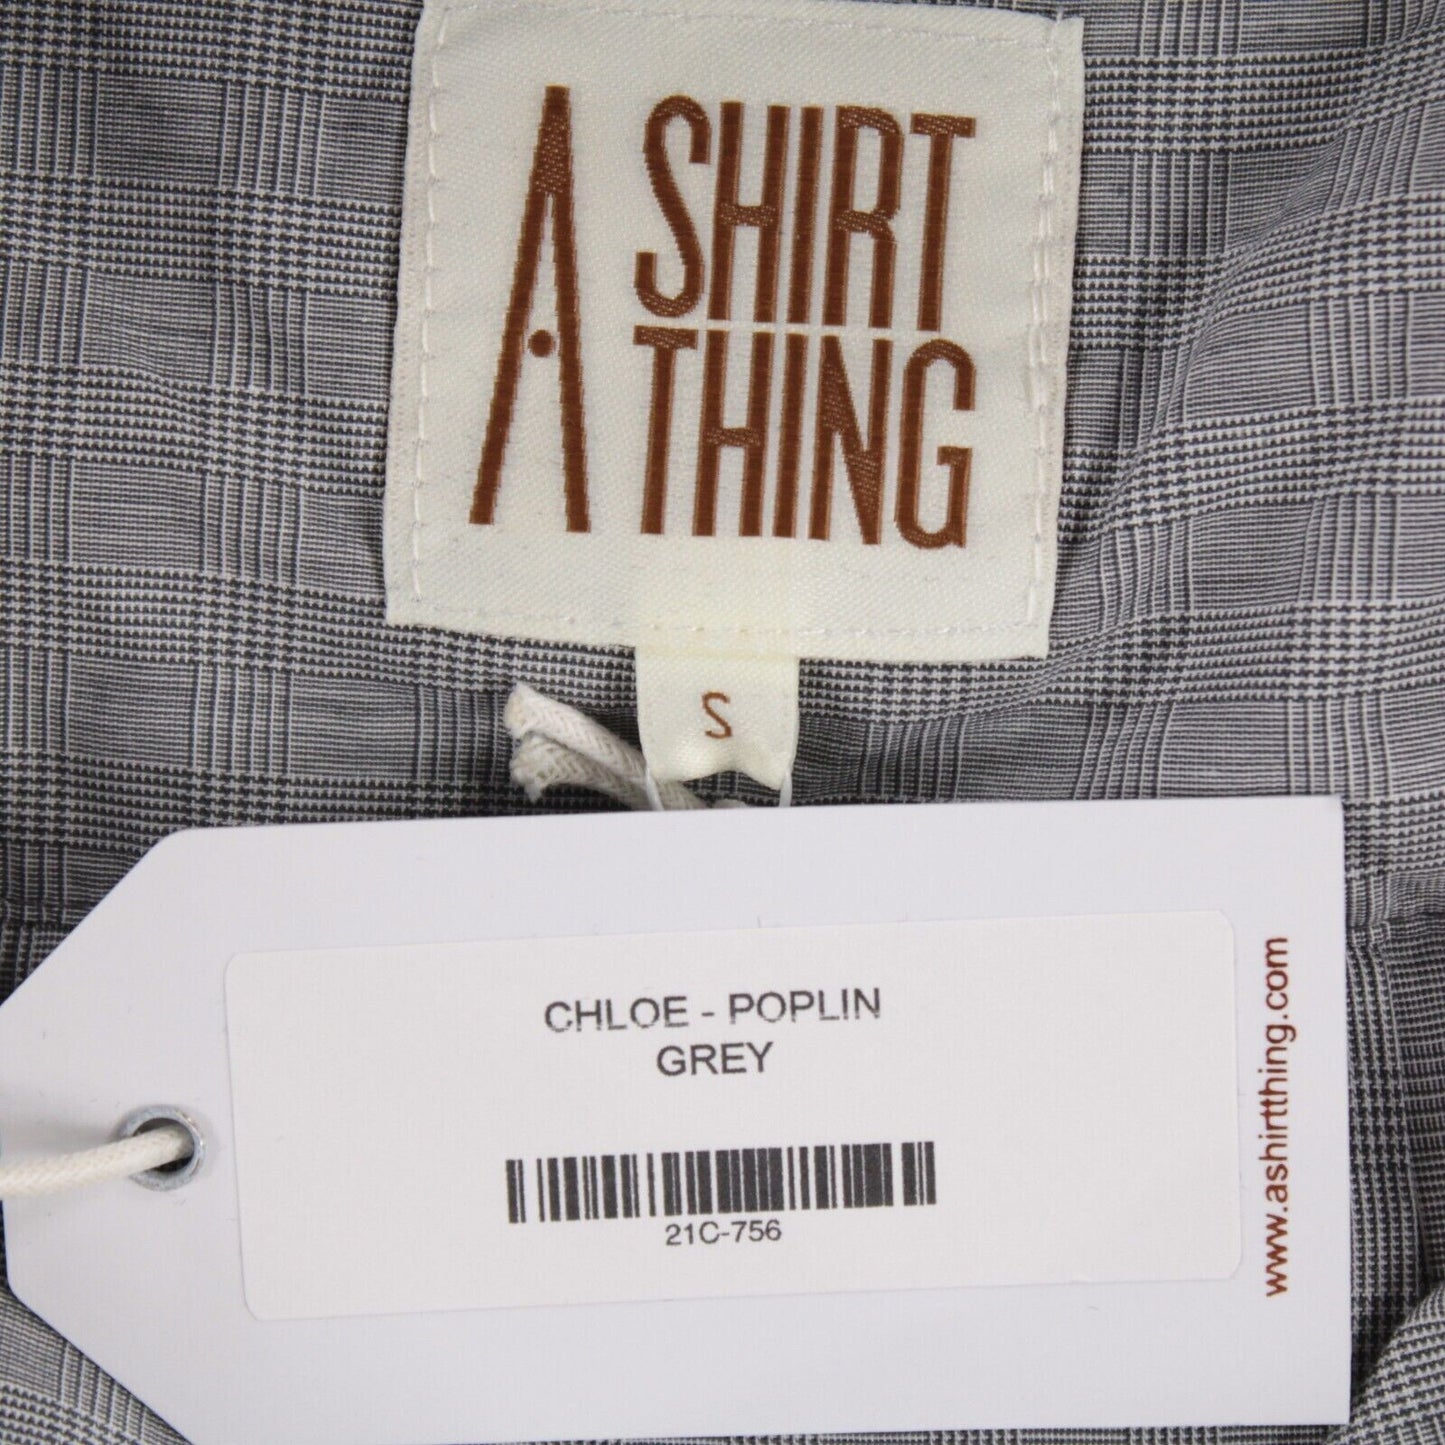 A SHIRT
THING
S
CHLOE - POPLIN
GREY
21C-756
www.ashirtthing.com